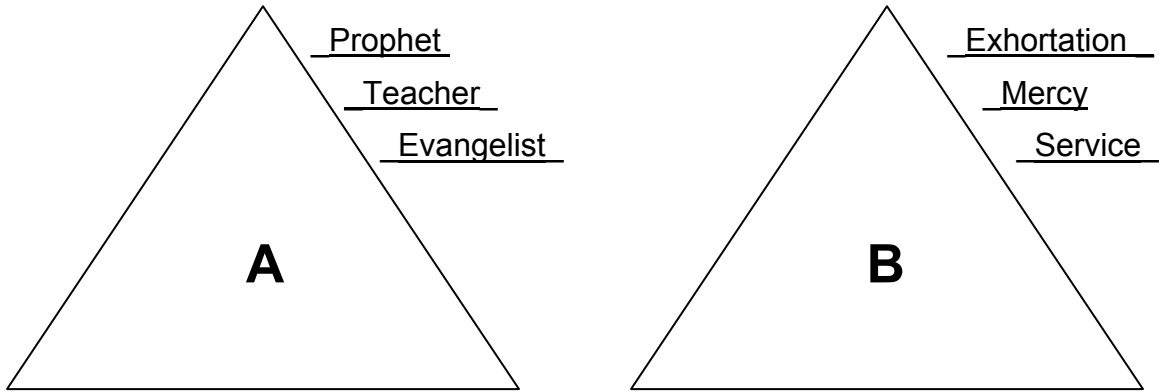 Prophet
Teacher
Evangelist
A
Exhortation
Mercy
Service
B